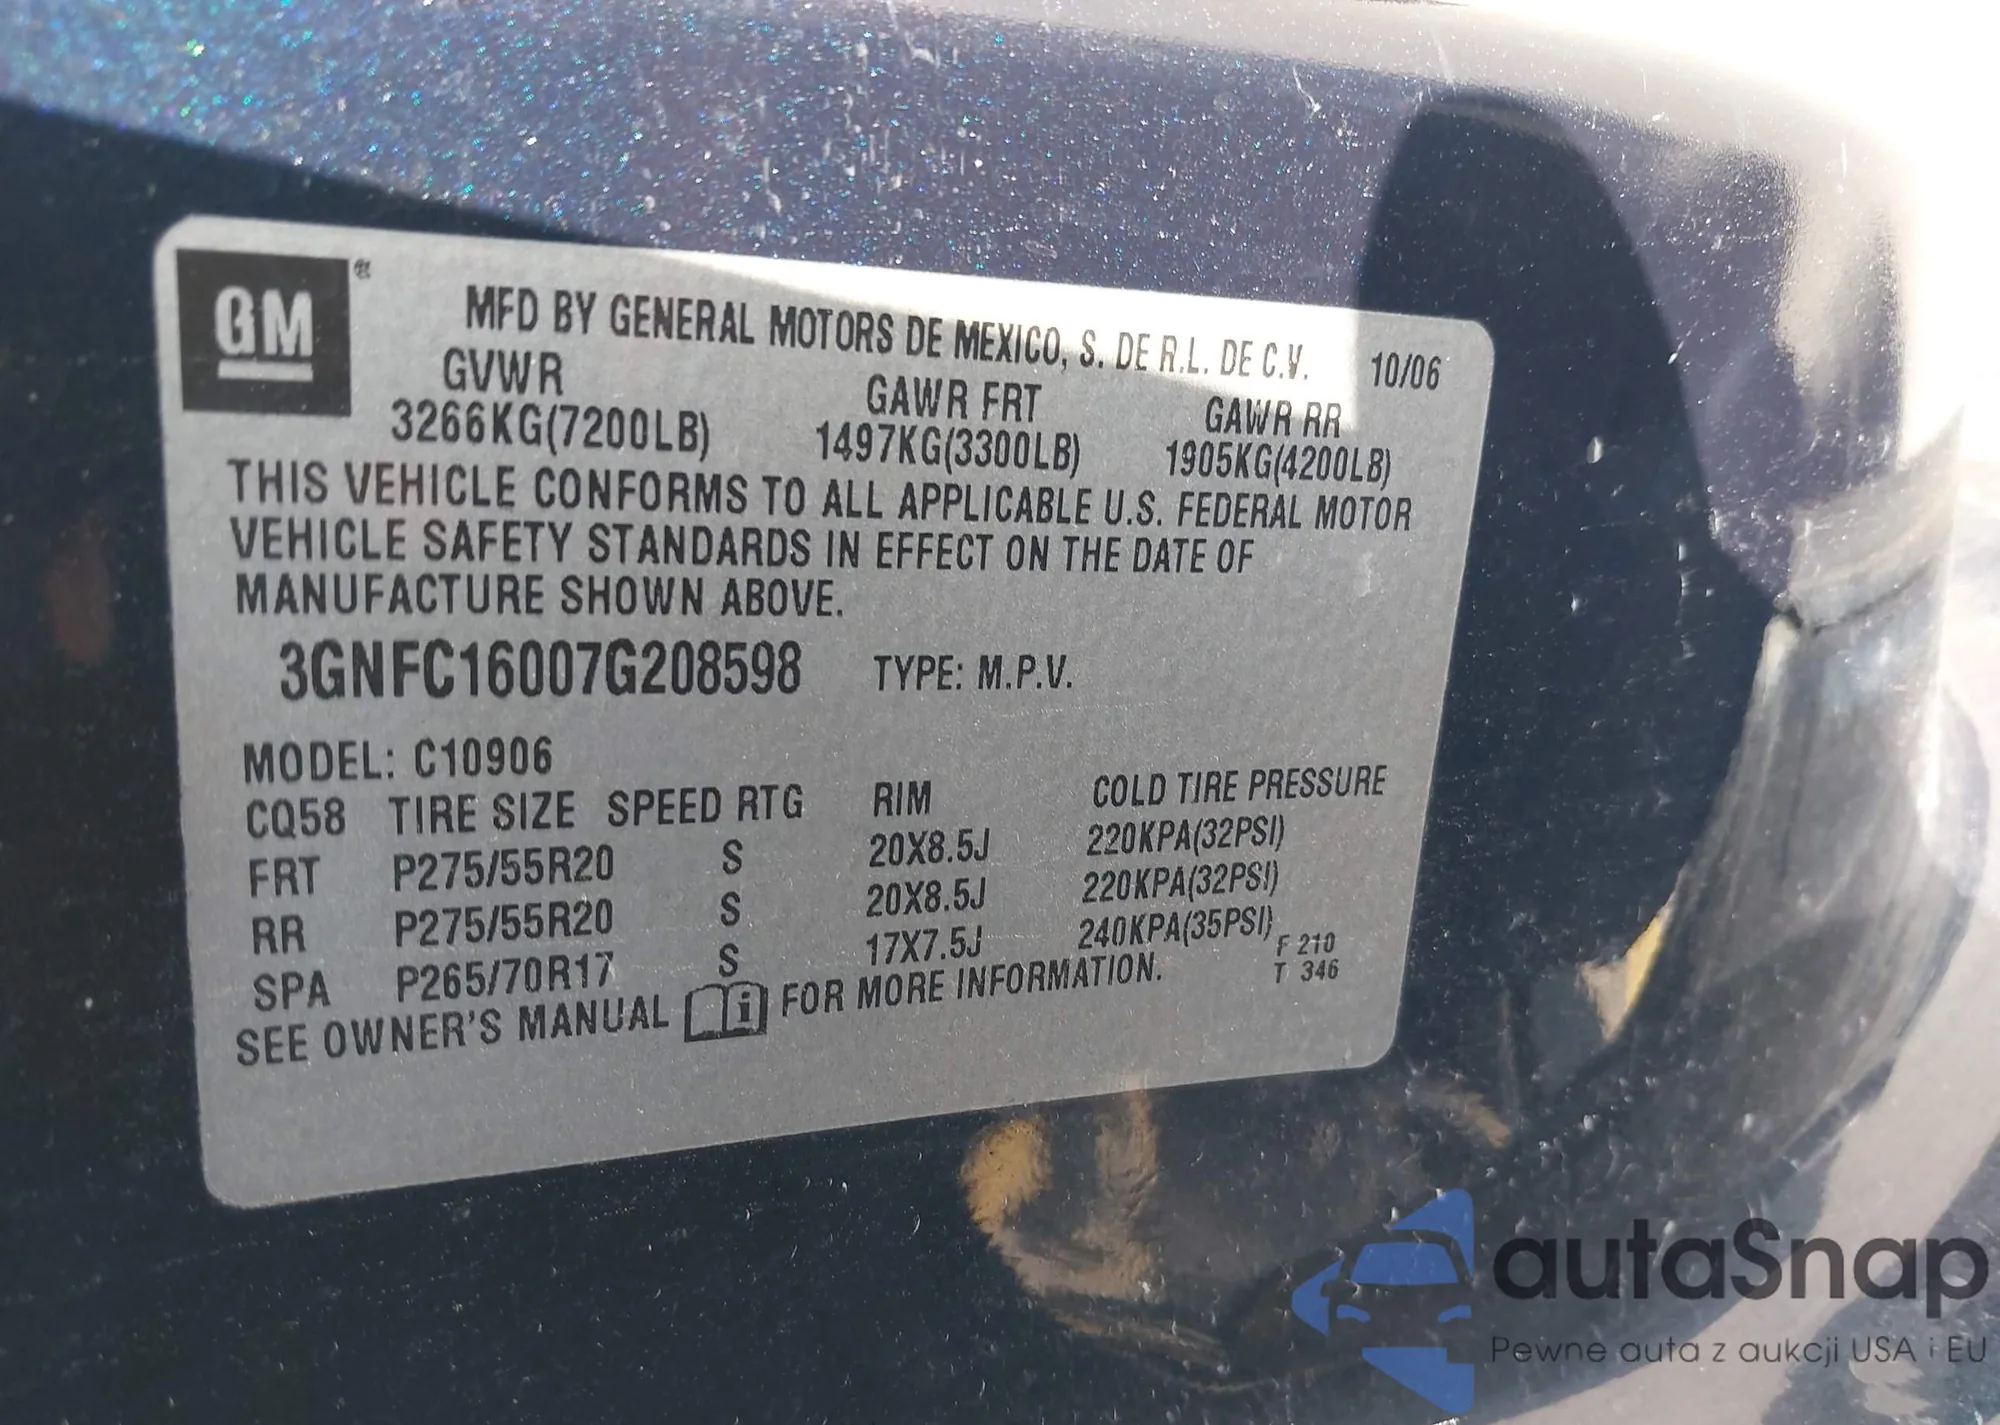 GM®
MFD BY GENERAL MOTORS DE MEXICO, S. DE R.L. DE C.V. 10/06
GVWR GAWR FRT GAWR RR
3266KG(7200LB) 1497KG(3300LB) 1905KG(4200LB)
THIS VEHICLE CONFORMS TO ALL APPLICABLE U.S. FEDERAL MOTOR
VEHICLE SAFETY STANDARDS IN EFFECT ON THE DATE OF
MANUFACTURE SHOWN ABOVE.
3GNFC16007G208598 TYPE: M.P.V.
MODEL: C10906
CQ58 TIRE SIZE SPEED RTG RIM COLD TIRE PRESSURE
FRT P275/55R20 S 20X8.5J 220KPA(32PSI)
RR P275/55R20 S 20X8.5J 220KPA(32PSI)
SPA P265/70R17 S 17X7.5J 240KPA(35PSI)
SEE OWNER'S MANUAL i FOR MORE INFORMATION.
F 210
T 346
autaSnap
Pewne auta z aukcji USA i EU